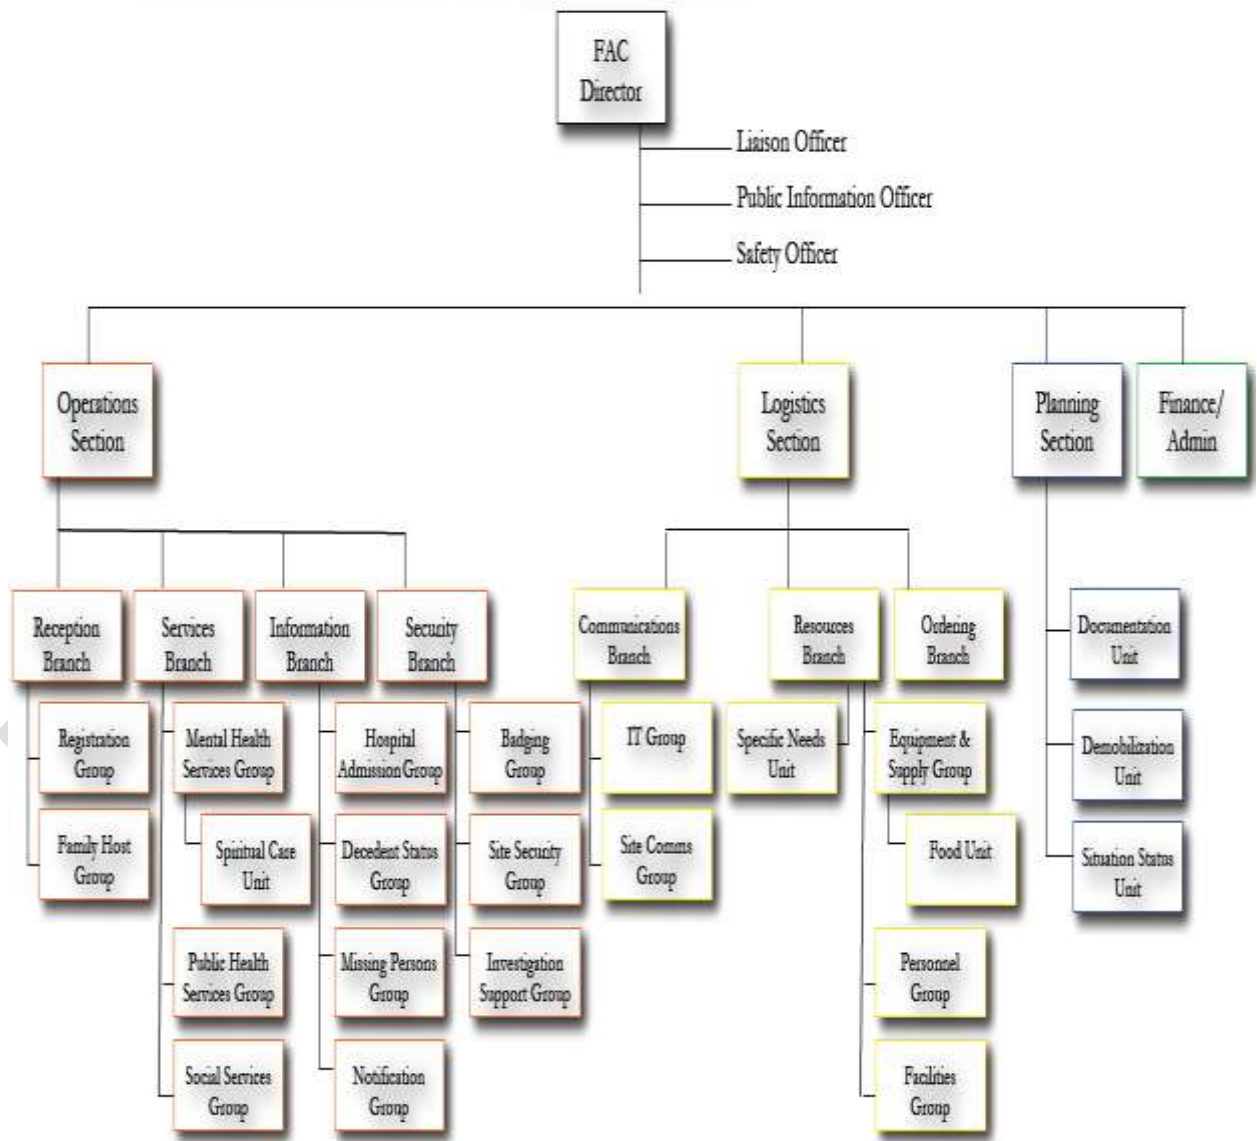 FAC
Director
Liaison Officer
Public Information Officer
Safety Officer
Operations
Section
Logistics
Section
Planning
Section
Finance/
Admin
Reception
Branch
Services
Branch
Information
Branch
Security
Branch
Communications
Branch
Resources
Branch
Ordering
Branch
Documentation
Unit
Registration
Group
Mental Health
Services Group
Hospital
Admission Group
Badging
Group
IT Group
Specific Needs
Unit
Equipment &
Supply Group
Demobilization
Unit
Family Host
Group
Spiritual Care
Unit
Decedent Status
Group
Site Security
Group
Site Comms
Group
Food Unit
Situation Status
Unit
Public Health
Services Group
Missing Persons
Group
Investigation
Support Group
Personnel
Group
Social Services
Group
Notification
Group
Facilities
Group